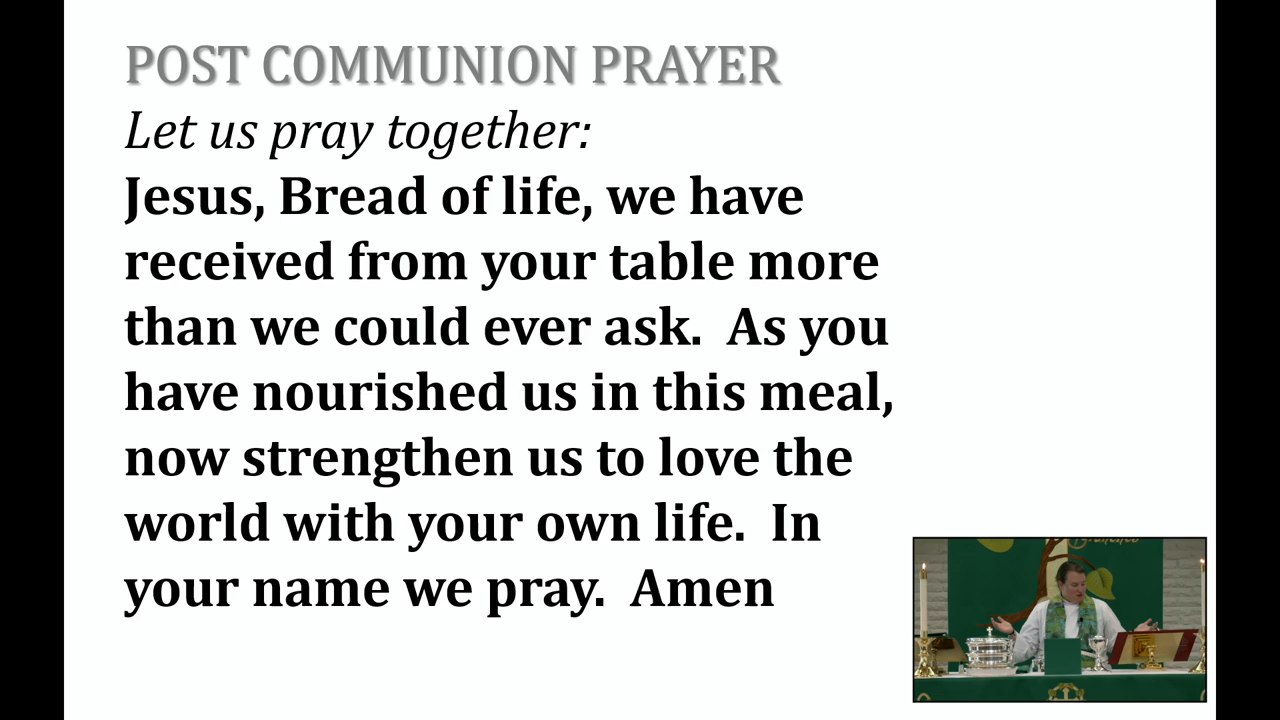 POST COMMUNION PRAYER
Let us pray together:
Jesus, Bread of life, we have
received from your table more
than we could ever ask.  As you
have nourished us in this meal,
now strengthen us to love the
world with your own life.  In
your name we pray.  Amen
Branches